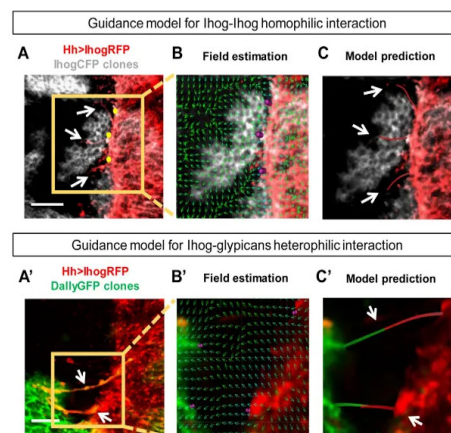 Guidance model for Ihog-Ihog homophilic interaction
A
Hh>IhogRFP
IhogCFP clones
B
Field estimation
C
Model prediction
Guidance model for Ihog-glypicans heterophilic interaction
A'
Hh>IhogRFP
DallyGFP clones
B'
Field estimation
C'
Model prediction